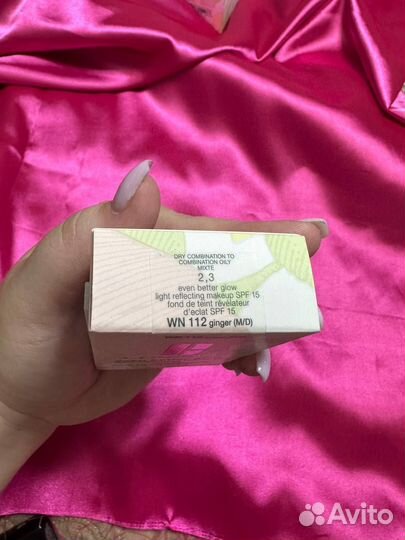 DRY COMBINATION TO
COMBINATION OILY
MIXTE
2,3
even better glow
light reflecting makeup SPF 15
fond de teint révélateur
d'eclat SPF 15
WN 112 ginger (M/D)
Avito